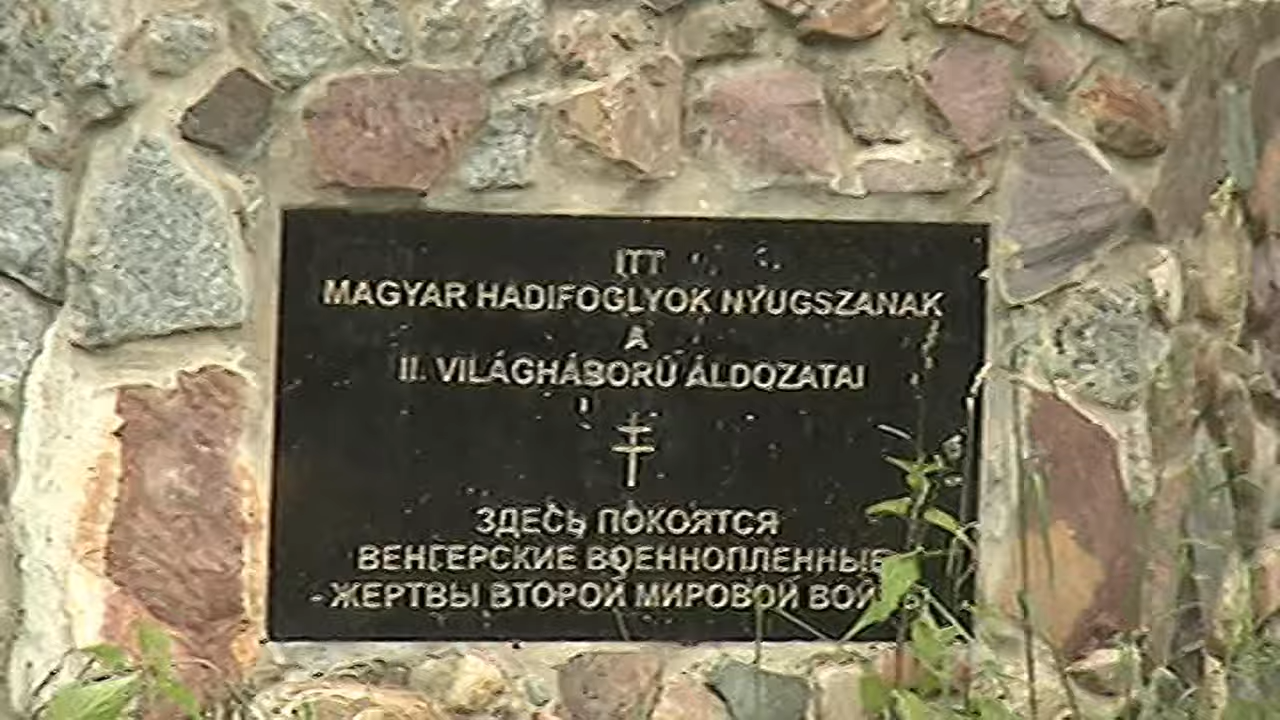 ITT
MAGYAR HADIFOGLYOK NYUGSZANAK
A
II. VILÁGHÁBORÚ ÁLDOZATAI
ЗДЕСЬ ПОКОЯТСЯ
ВЕНГЕРСКИЕ ВОЕННОПЛЕННЫЕ
- ЖЕРТВЫ ВТОРОЙ МИРОВОЙ